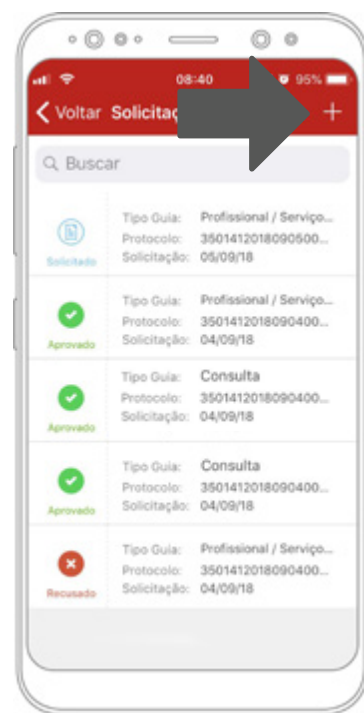 08:40 95%
Voltar Solicitaç
Buscar
Tipo Guia: Profissional / Serviço...
Protocolo: 3501412018090500...
Solicitado Solicitação: 05/09/18
Tipo Guia: Profissional / Serviço...
Protocolo: 3501412018090400...
Aprovado Solicitação: 04/09/18
Tipo Guia: Consulta
Protocolo: 3501412018090400...
Aprovado Solicitação: 04/09/18
Tipo Guia: Consulta
Protocolo: 3501412018090400...
Aprovado Solicitação: 04/09/18
Tipo Guia: Profissional / Serviço...
Protocolo: 3501412018090400...
Recusado Solicitação: 04/09/18